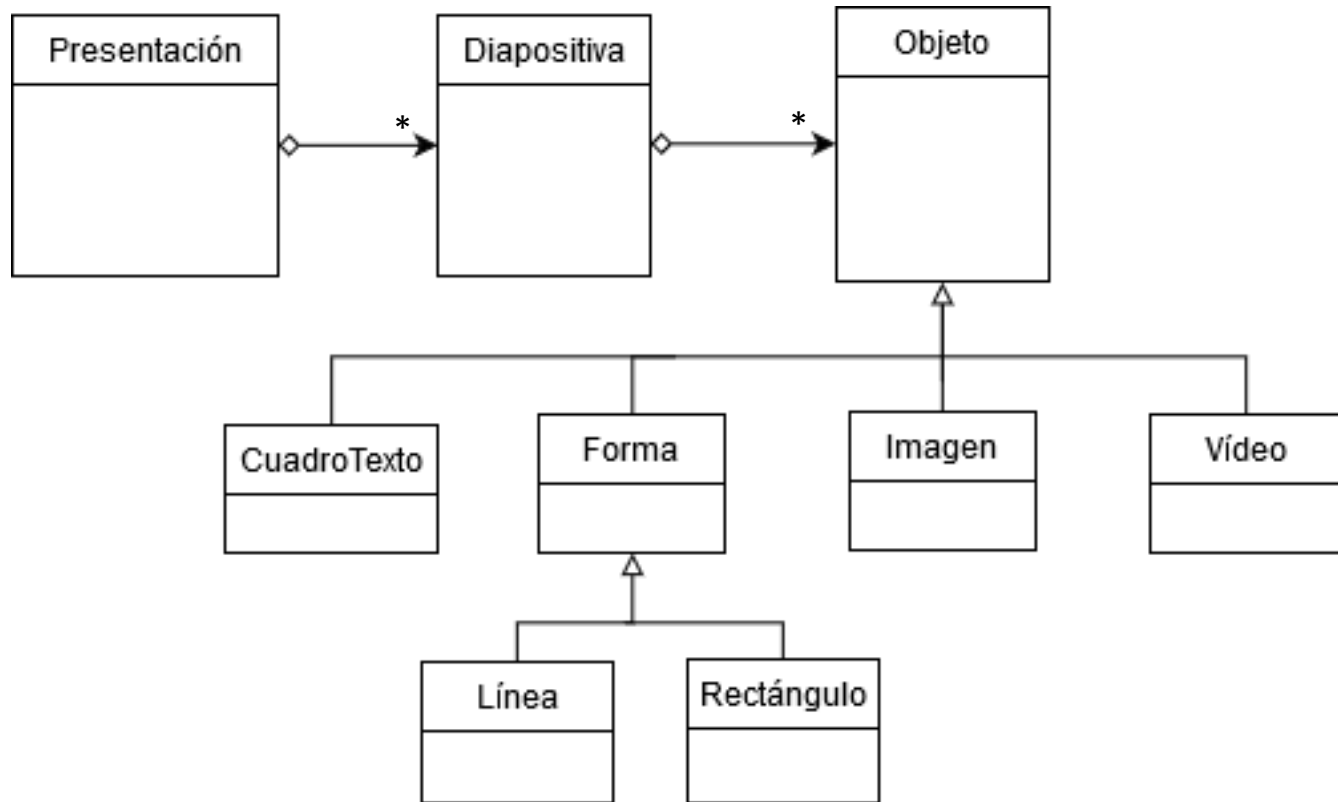 Presentación
Diapositiva
Objeto
*
*
CuadroTexto
Forma
Imagen
Vídeo
Línea
Rectángulo